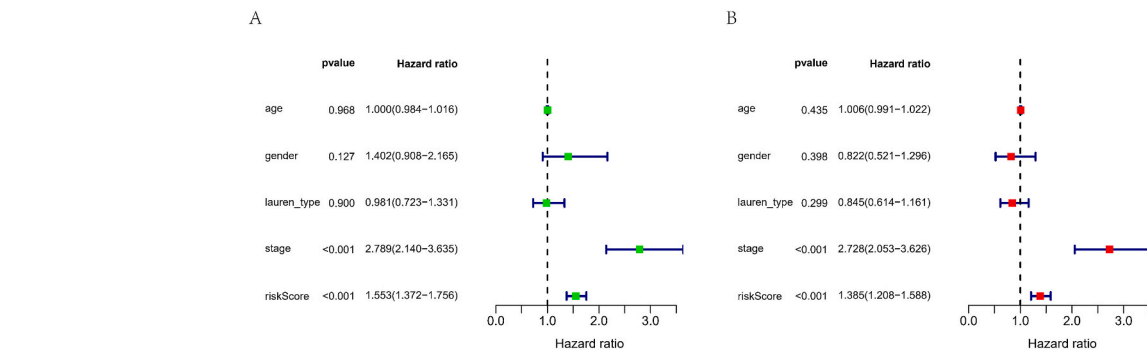 A
pvalue Hazard ratio
age 0.968 1.000(0.984−1.016)
gender 0.127 1.402(0.908−2.165)
lauren_type 0.900 0.981(0.723−1.331)
stage <0.001 2.789(2.140−3.635)
riskScore <0.001 1.553(1.372−1.756)
0.0 1.0 2.0 3.0
Hazard ratio
B
pvalue Hazard ratio
age 0.435 1.006(0.991−1.022)
gender 0.398 0.822(0.521−1.296)
lauren_type 0.299 0.845(0.614−1.161)
stage <0.001 2.728(2.053−3.626)
riskScore <0.001 1.385(1.208−1.588)
0.0 1.0 2.0 3.0
Hazard ratio